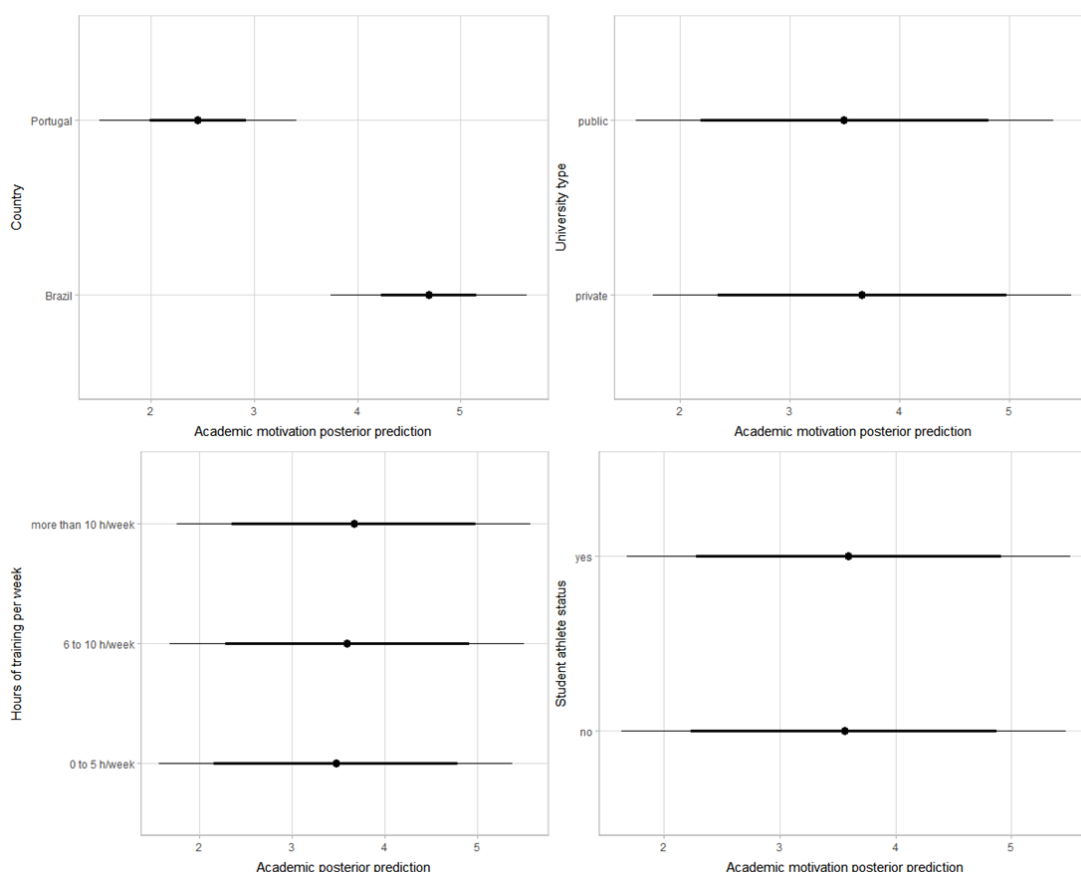 Country
Portugal
Brazil
2 3 4 5
Academic motivation posterior prediction
University type
public
private
2 3 4 5
Academic motivation posterior prediction
Hours of training per week
more than 10 h/week
6 to 10 h/week
0 to 5 h/week
2 3 4 5
Academic motivation posterior prediction
Student athlete status
yes
no
2 3 4 5
Academic motivation posterior prediction